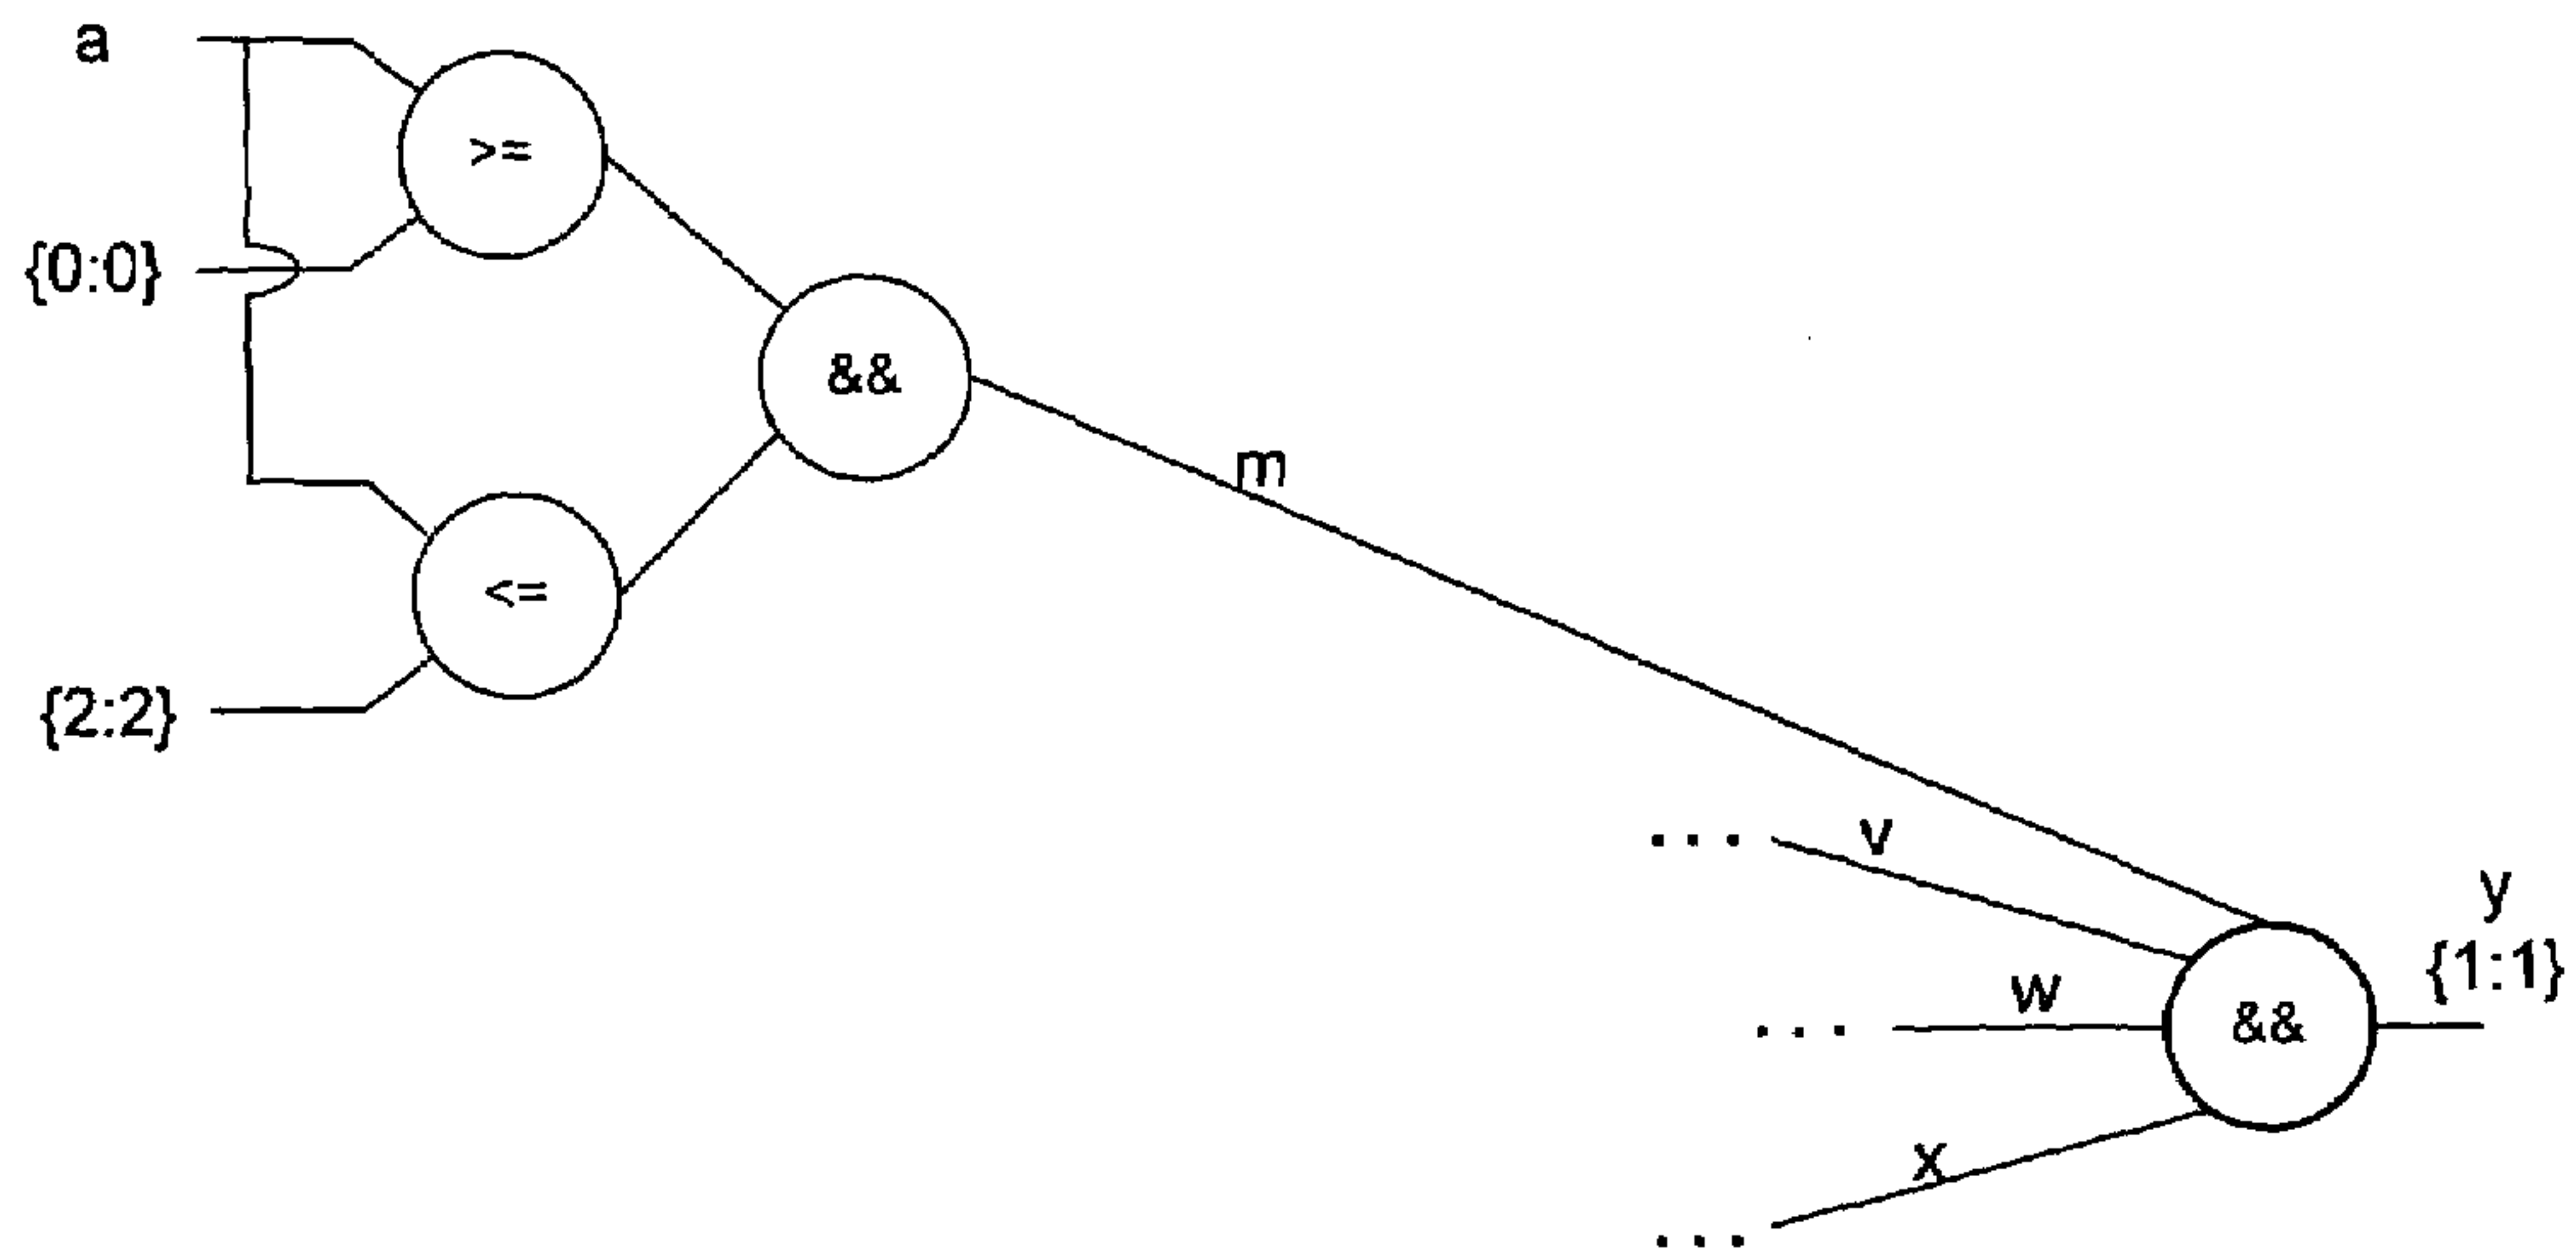 a
>=
{0:0}
&&
m
<=
{2:2}
... v
y
{1:1}
... w
&&
x
...